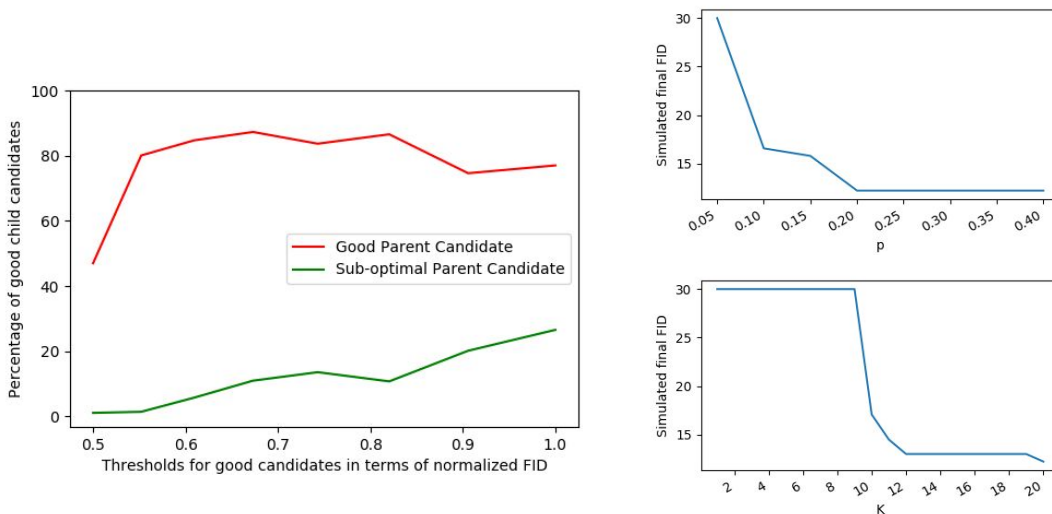 100
80
60
40
20
0
Percentage of good child candidates
Good Parent Candidate
Sub-optimal Parent Candidate
0.5 0.6 0.7 0.8 0.9 1.0
Thresholds for good candidates in terms of normalized FID
30
25
20
15
Simulated final FID
0.05 0.10 0.15 0.20 0.25 0.30 0.35 0.40
p
30
25
20
15
Simulated final FID
2 4 6 8 10 12 14 16 18 20
K